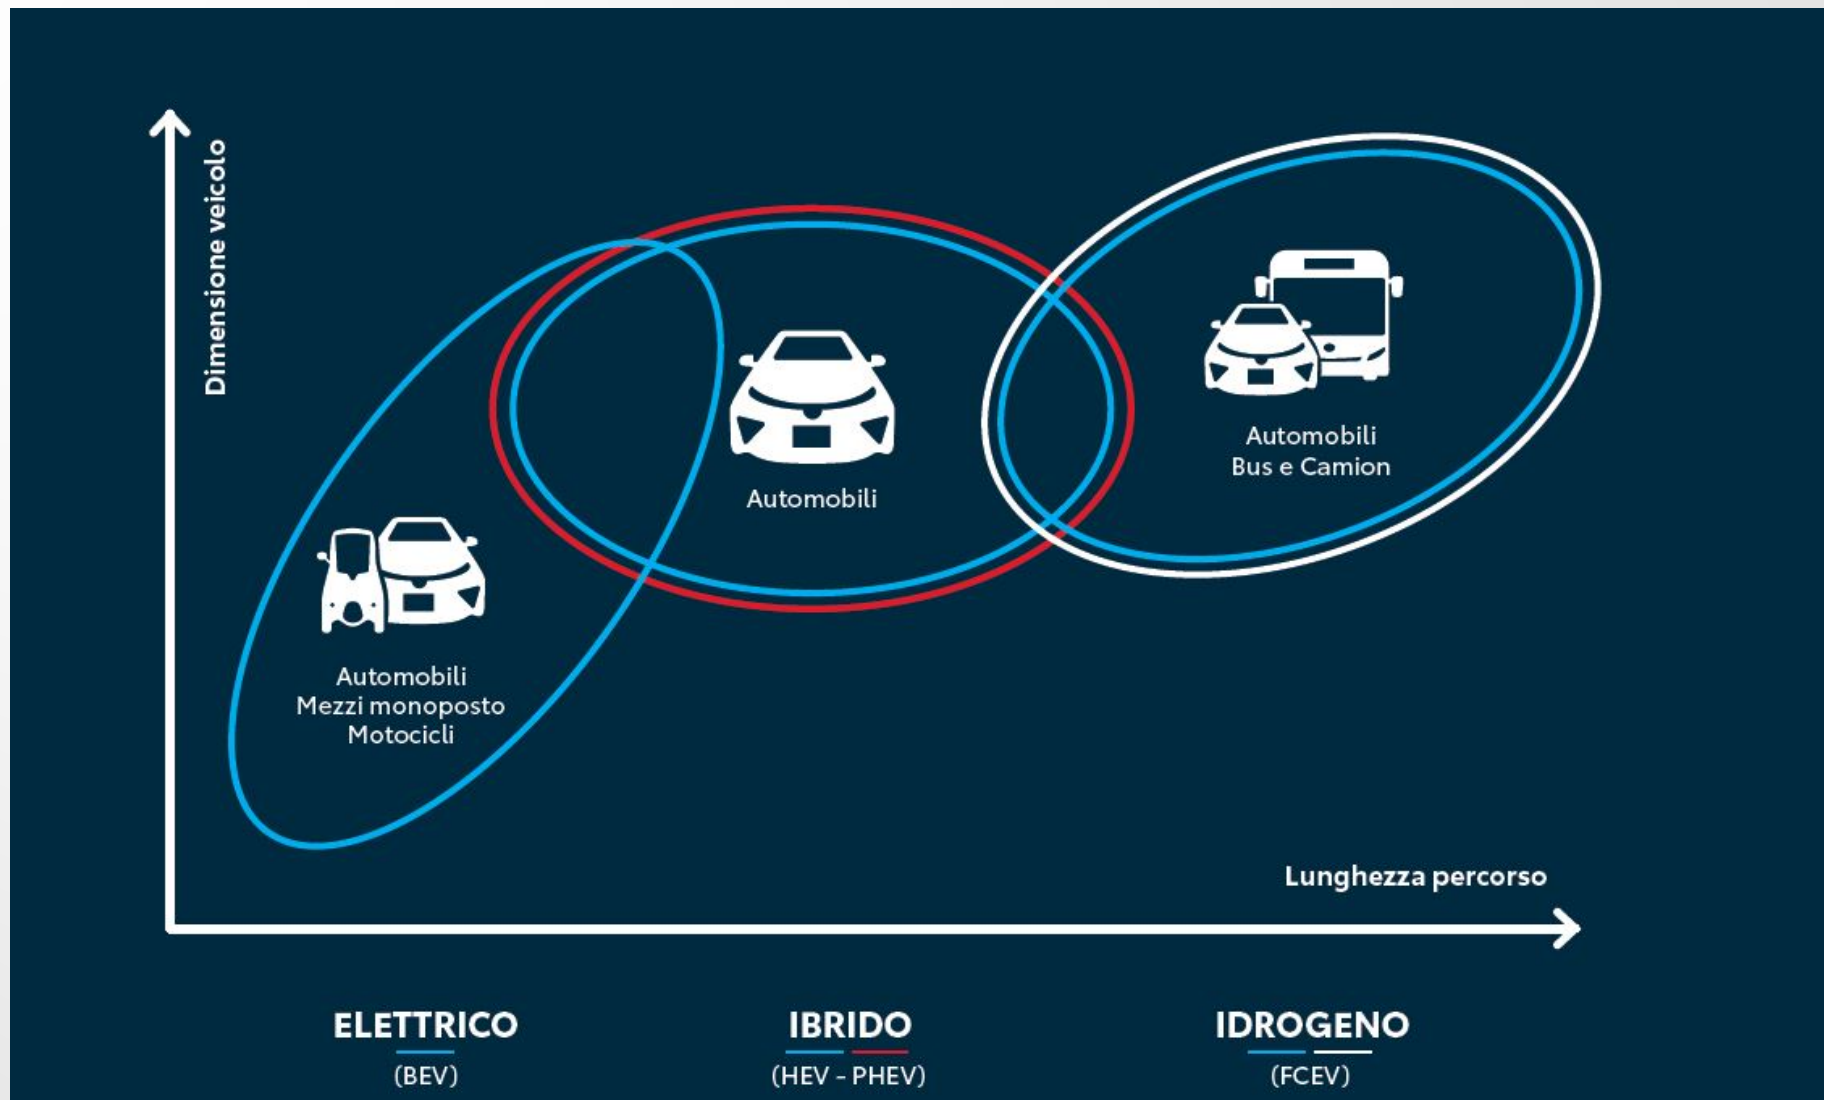 Dimensione veicolo
Automobili
Bus e Camion
Automobili
Automobili
Mezzi monoposto
Motocicli
Lunghezza percorso
ELETTRICO
(BEV)
IBRIDO
(HEV - PHEV)
IDROGENO
(FCEV)